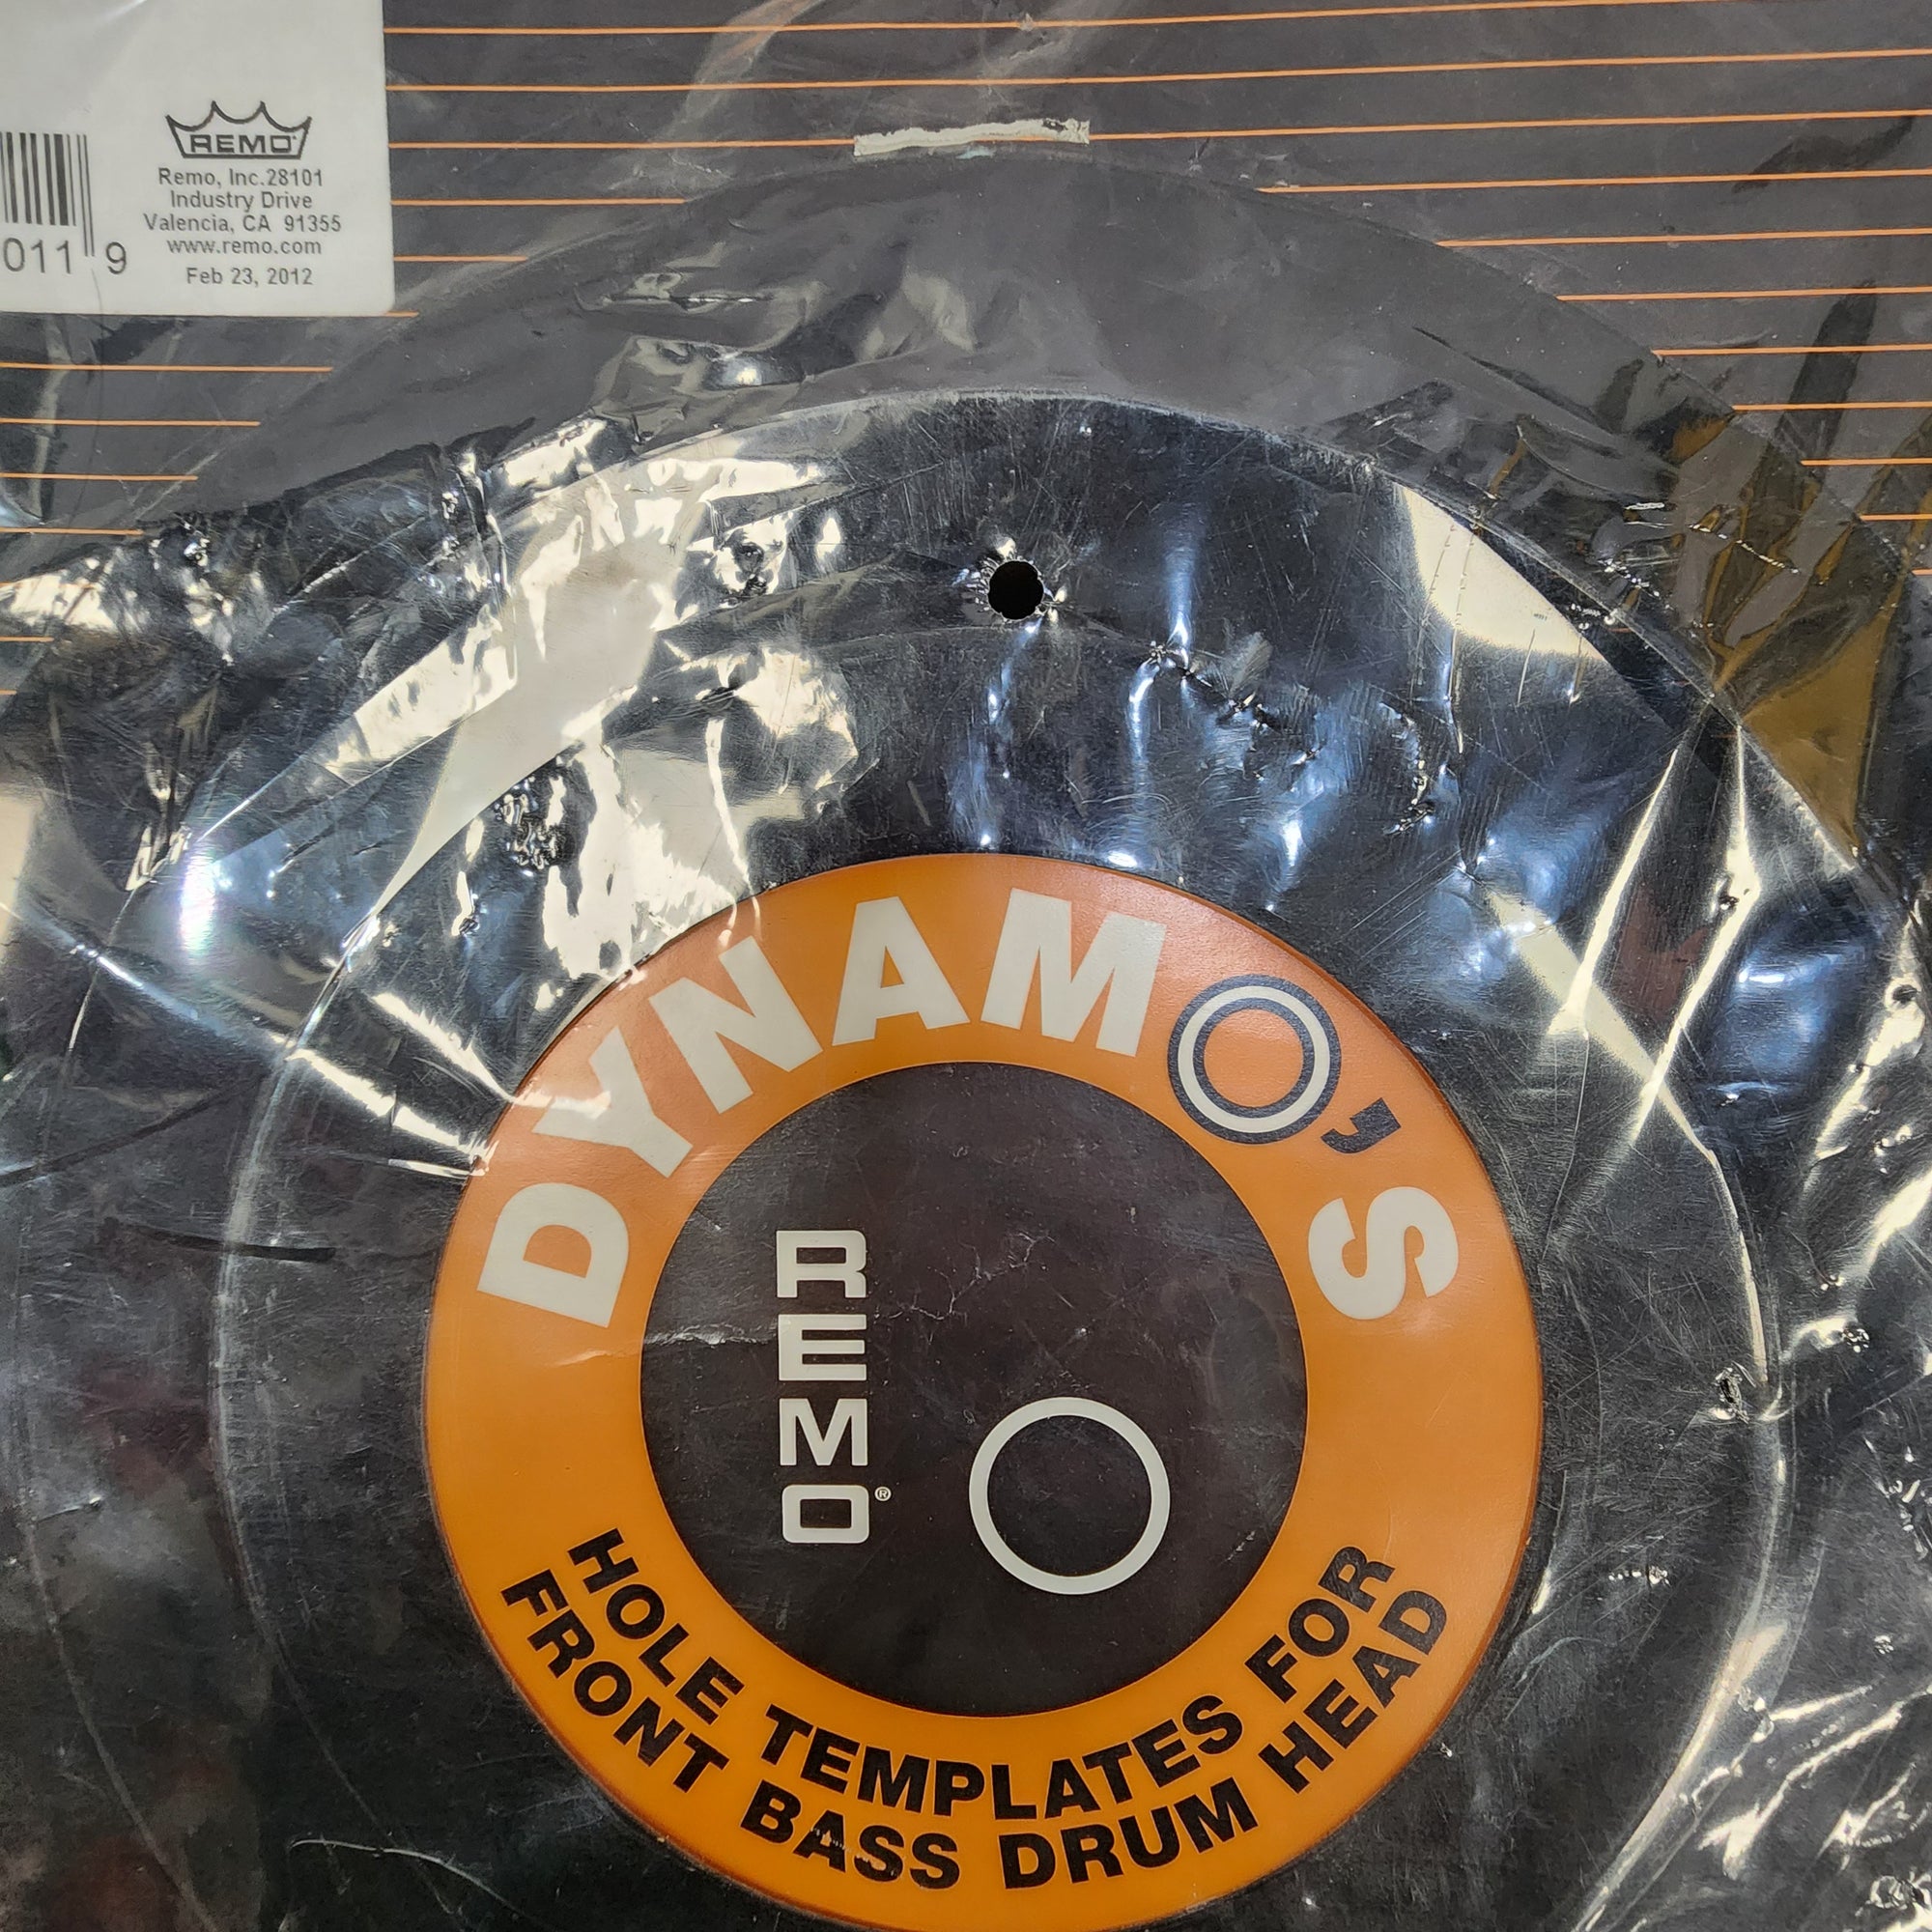 REMO
Remo, Inc.28101
Industry Drive
Valencia, CA 91355
www.remo.com
Feb 23, 2012
011 9
DYNAMO'S
REMO®
HOLE TEMPLATES FOR
FRONT BASS DRUM HEAD